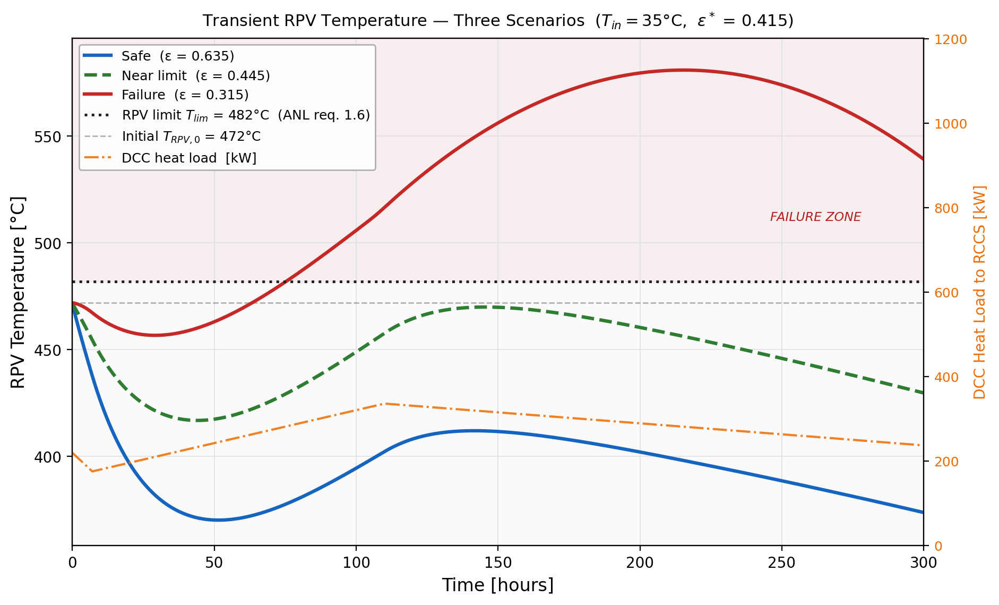 Transient RPV Temperature — Three Scenarios (T_in = 35°C, ε* = 0.415)
Safe (ε = 0.635)
Near limit (ε = 0.445)
Failure (ε = 0.315)
RPV limit T_lim = 482°C (ANL req. 1.6)
Initial T_RPV,0 = 472°C
DCC heat load [kW]
FAILURE ZONE
RPV Temperature [°C]
550
500
450
400
DCC Heat Load to RCCS [kW]
1200
1000
800
600
400
200
0
0 50 100 150 200 250 300
Time [hours]